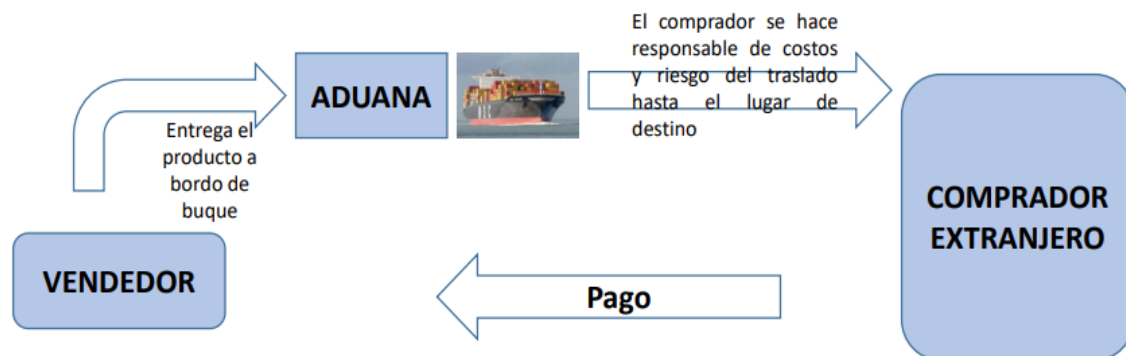 El comprador se hace
responsable de costos
y riesgo del traslado
hasta el lugar de
destino
ADUANA
Entrega el
producto a
bordo de
buque
COMPRADOR
EXTRANJERO
VENDEDOR
Pago